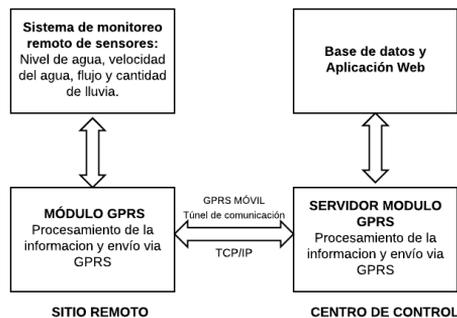 Sistema de monitoreo
remoto de sensores:
Nivel de agua, velocidad
del agua, flujo y cantidad
de lluvia.
Base de datos y
Aplicación Web
MÓDULO GPRS
Procesamiento de la
informacion y envío via
GPRS
GPRS MÓVIL
Túnel de comunicación
TCP/IP
SERVIDOR MODULO
GPRS
Procesamiento de la
informacion y envío via
GPRS
SITIO REMOTO
CENTRO DE CONTROL